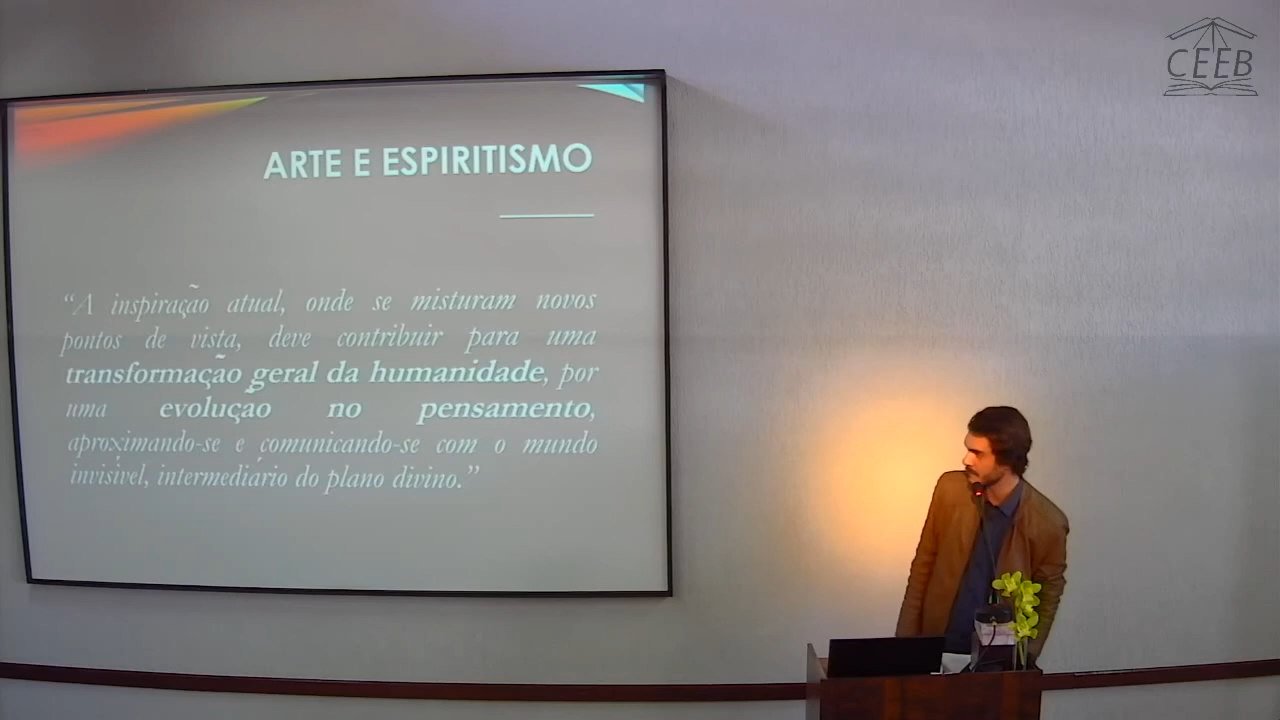 CEEB
ARTE E ESPIRITISMO
“A inspiração atual, onde se misturam novos
pontos de vista, deve contribuir para uma
transformação geral da humanidade, por
uma evolução no pensamento,
aproximando-se e comunicando-se com o mundo
invisível, intermediário do plano divino.”